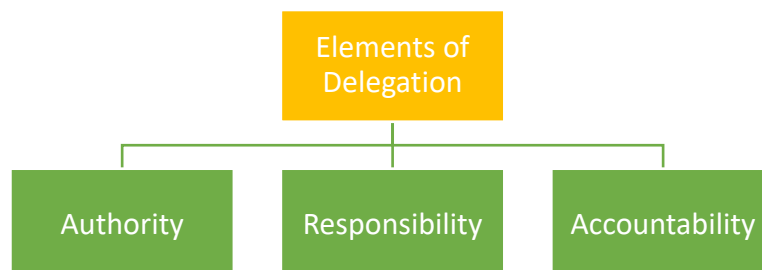 Elements of
Delegation
Authority
Responsibility
Accountability